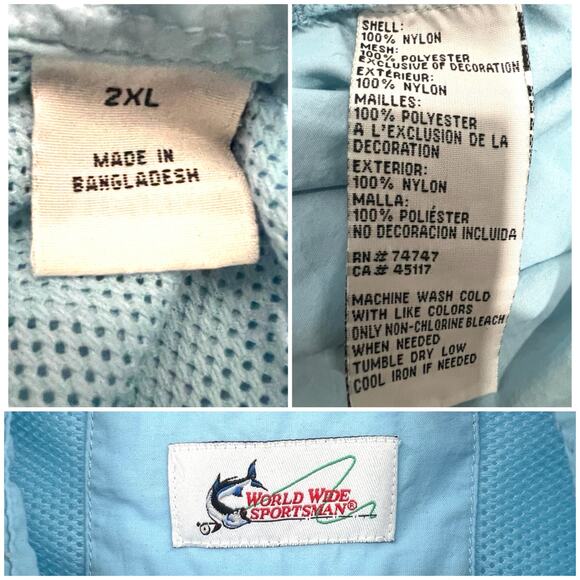 2XL
MADE IN
BANGLADESH
SHELL:
100% NYLON
MESH:
100% POLYESTER
EXCLUSIVE OF DECORATION
EXTÉRIEUR:
100% NYLON
MAILLES:
100% POLYESTER
A L'EXCLUSION DE LA
DECORATION
EXTERIOR:
100% NYLON
MALLA:
100% POLIÉSTER
NO DECORACION INCLUIDA
RN# 74747
CA# 45117
MACHINE WASH COLD
WITH LIKE COLORS
ONLY NON-CHLORINE BLEACH
WHEN NEEDED
TUMBLE DRY LOW
COOL IRON IF NEEDED
WORLD WIDE
SPORTSMAN®